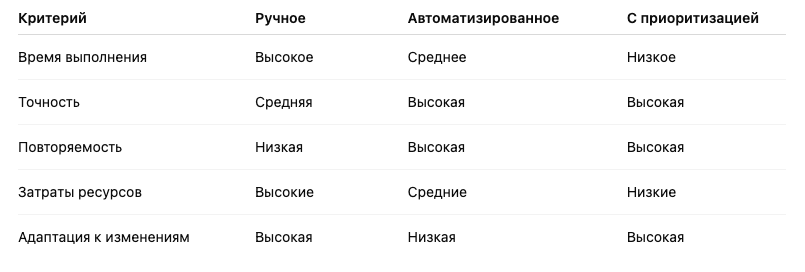 Критерий Ручное Автоматизированное С приоритизацией
Время выполнения Высокое Среднее Низкое
Точность Средняя Высокая Высокая
Повторяемость Низкая Высокая Высокая
Затраты ресурсов Высокие Средние Низкие
Адаптация к изменениям Высокая Низкая Высокая